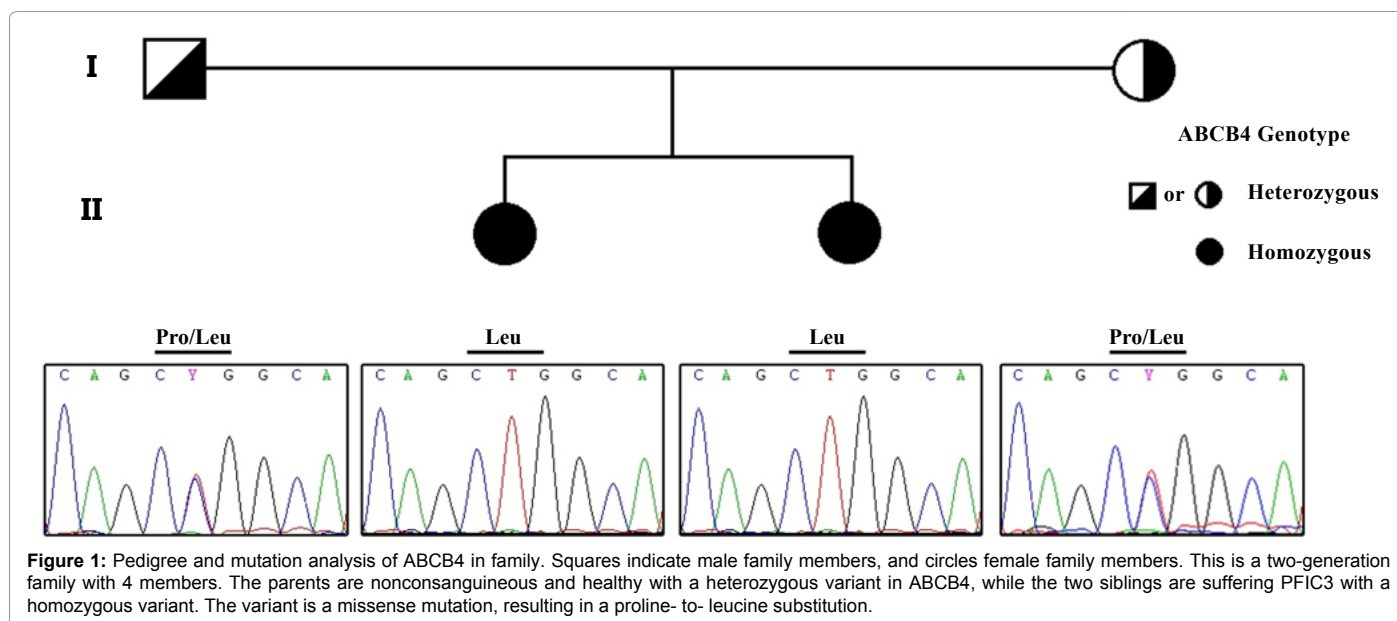 I
ABCB4 Genotype
or Heterozygous
II
Homozygous
Pro/Leu Leu Leu Pro/Leu
C A G C Y G G C A C A G C T G G C A C A G C T G G C A C A G C Y G G C A
Figure 1: Pedigree and mutation analysis of ABCB4 in family. Squares indicate male family members, and circles female family members. This is a two-generation
family with 4 members. The parents are nonconsanguineous and healthy with a heterozygous variant in ABCB4, while the two siblings are suffering PFIC3 with a
homozygous variant. The variant is a missense mutation, resulting in a proline- to- leucine substitution.